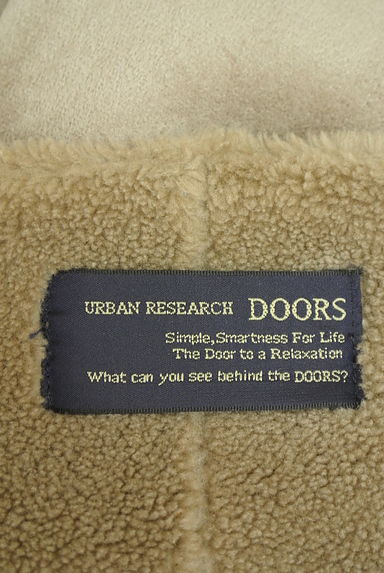 URBAN RESEARCH DOORS
Simple,Smartness For Life
The Door to a Relaxation
What can you see behind the DOORS?